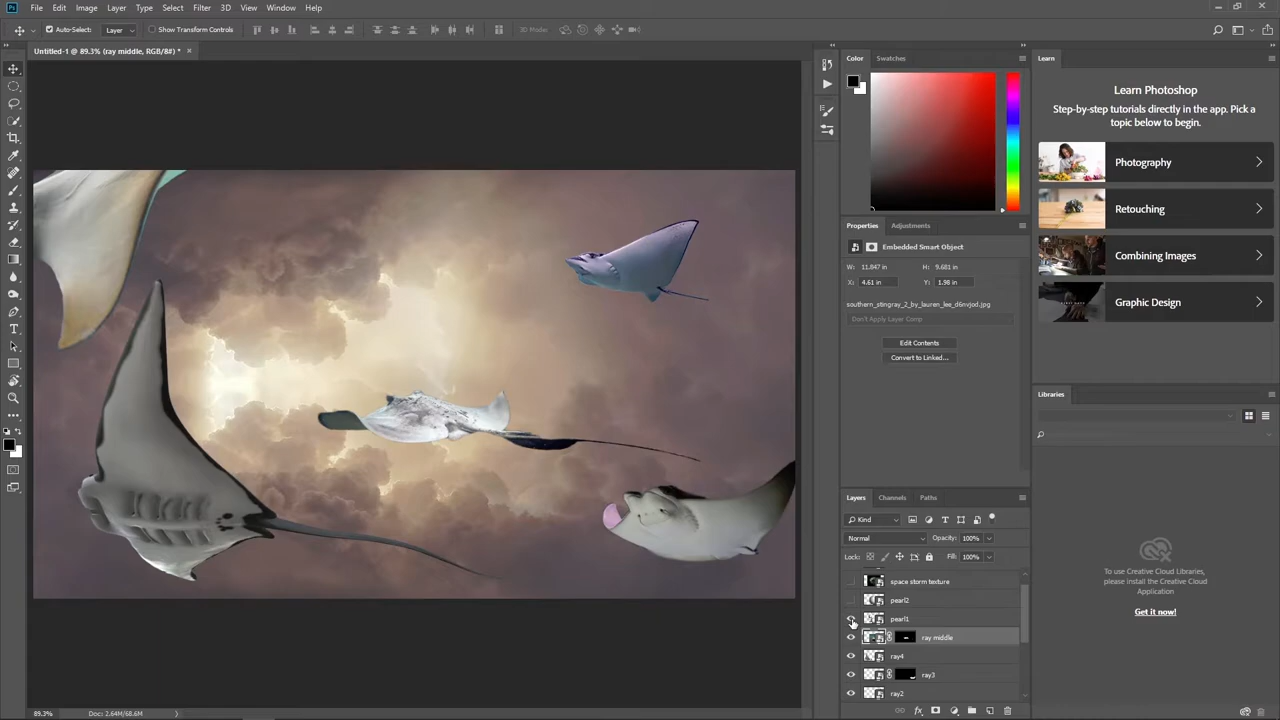 Ps File Edit Image Layer Type Select Filter 3D View Window Help
Auto-Select: Layer Show Transform Controls 3D Mode:
Untitled-1 @ 89.3% (ray middle, RGB/8#) * ×
Color Swatches
Learn
Learn Photoshop
Step-by-step tutorials directly in the app. Pick a
topic below to begin.
Photography
Retouching
Combining Images
Graphic Design
Properties Adjustments
Embedded Smart Object
W: 11.847 in H: 9.681 in
X: 4.61 in Y: 1.98 in
southern_stingray_2_by_lauren_lee_d6nvjod.jpg
Don't Apply Layer Comp
Edit Contents
Convert to Linked...
Libraries
Layers Channels Paths
Kind
Normal Opacity: 100%
Lock: Fill: 100%
space storm texture
pearl2
pearl1
ray middle
ray4
ray3
ray2
To use Creative Cloud Libraries,
please install the Creative Cloud
Application
Get it now!
89.3% Doc: 2.64M/68.6M